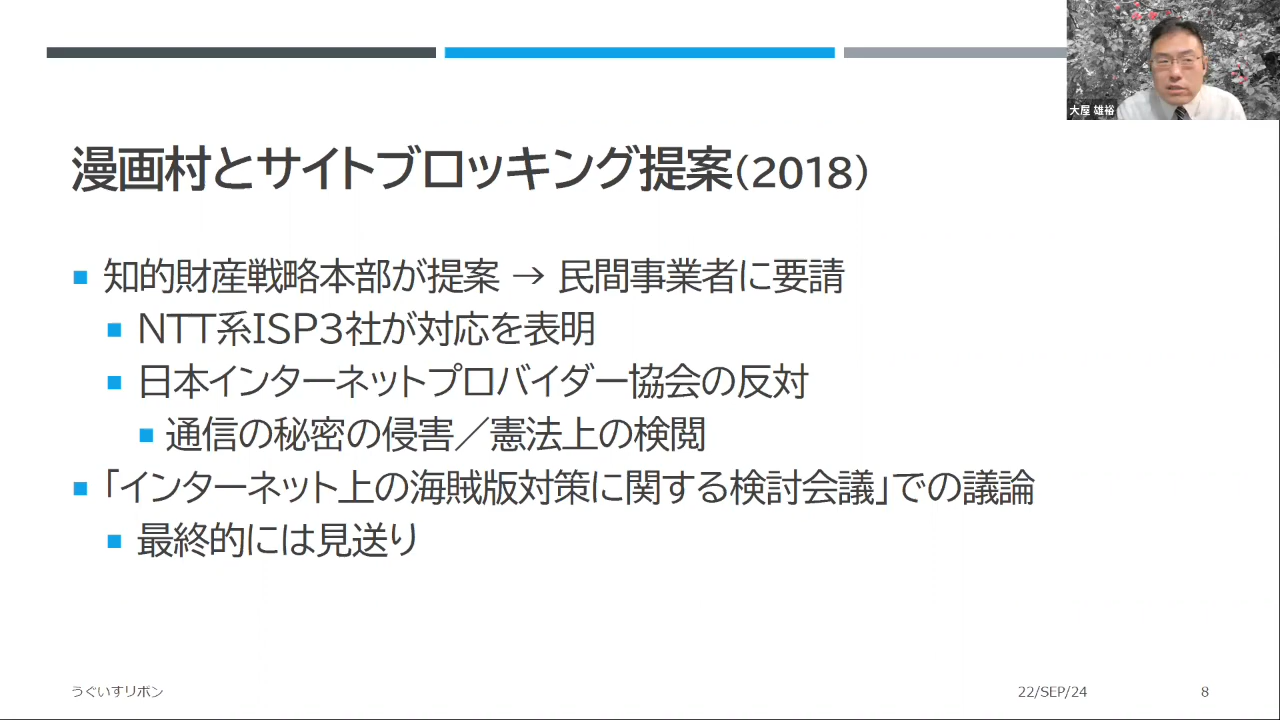 大屋 雄裕
漫画村とサイトブロッキング提案(2018)
知的財産戦略本部が提案 → 民間事業者に要請
NTT系ISP3社が対応を表明
日本インターネットプロバイダー協会の反対
通信の秘密の侵害／憲法上の検閲
「インターネット上の海賊版対策に関する検討会議」での議論
最終的には見送り
うぐいすリボン
22/SEP/24
8